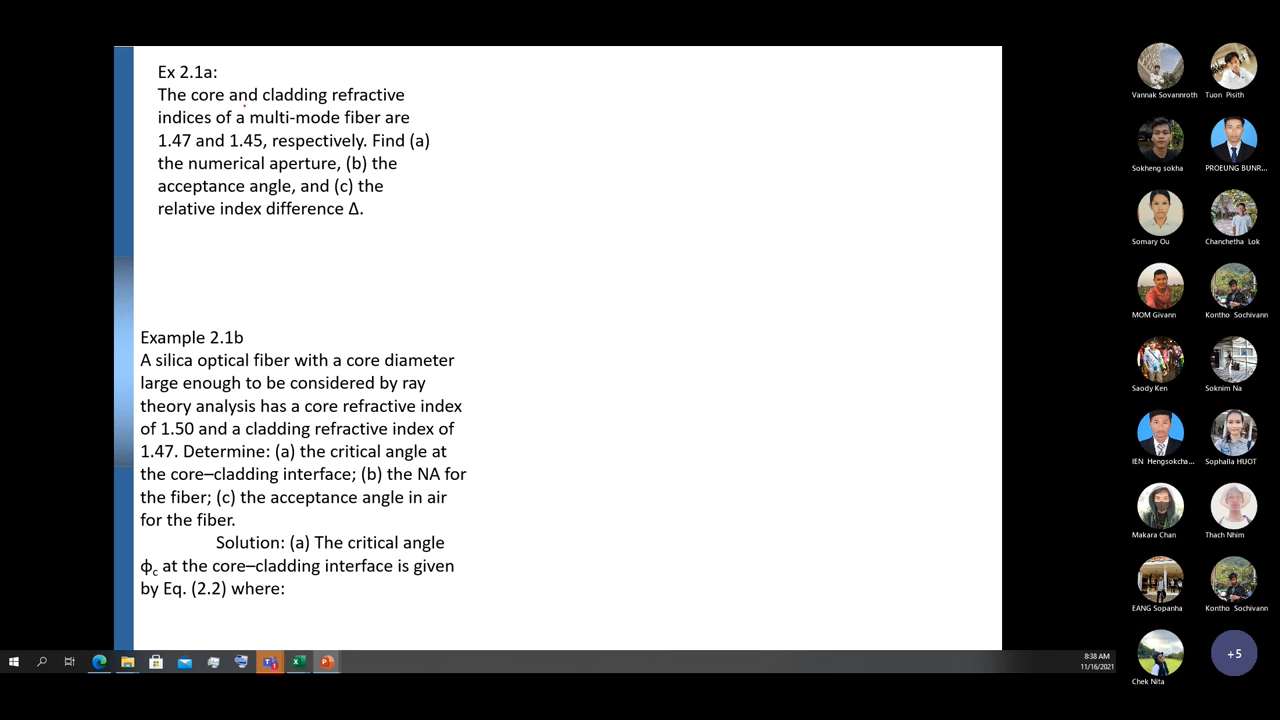 Ex 2.1a:
The core and cladding refractive
indices of a multi-mode fiber are
1.47 and 1.45, respectively. Find (a)
the numerical aperture, (b) the
acceptance angle, and (c) the
relative index difference Δ.
Example 2.1b
A silica optical fiber with a core diameter
large enough to be considered by ray
theory analysis has a core refractive index
of 1.50 and a cladding refractive index of
1.47. Determine: (a) the critical angle at
the core–cladding interface; (b) the NA for
the fiber; (c) the acceptance angle in air
for the fiber.
Solution: (a) The critical angle
ϕc at the core–cladding interface is given
by Eq. (2.2) where:
Vannak Sovannroth
Tuon Pisith
Sokheng sokha
PROEUNG BUNR...
Somary Ou
Chanchetha Lok
MOM Givann
Kontho Sochivann
Saody Ken
Soknim Na
IEN Hengsokcha...
Sophalla HUOT
Makara Chan
Thach Nhim
EANG Sopanha
Kontho Sochivann
Chek Nita
+5
8:38 AM
11/16/2021